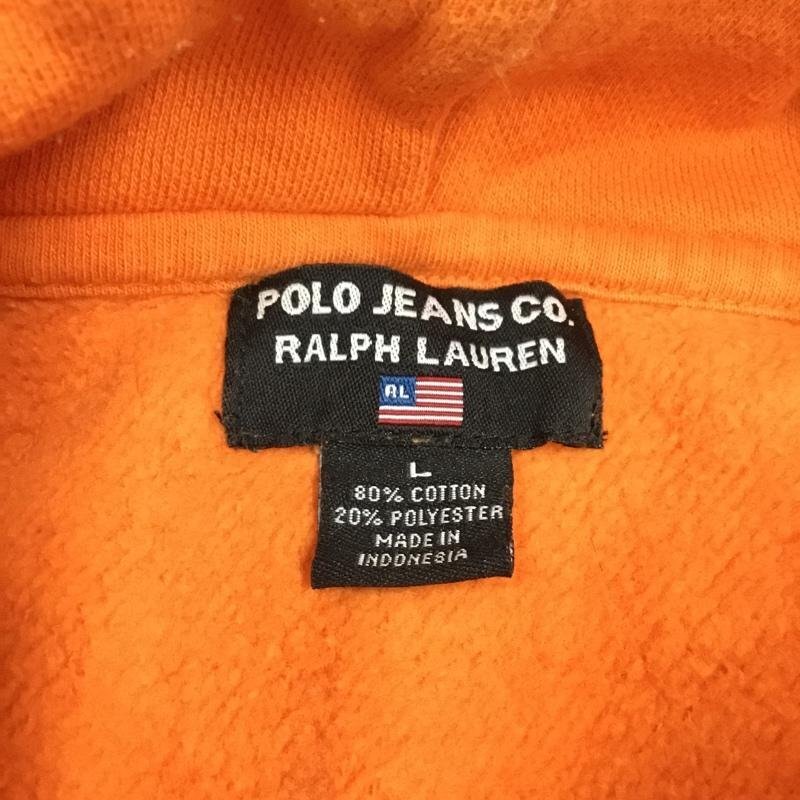 POLO JEANS CO.
RALPH LAUREN
RL
L
80% COTTON
20% POLYESTER
MADE IN
INDONESIA